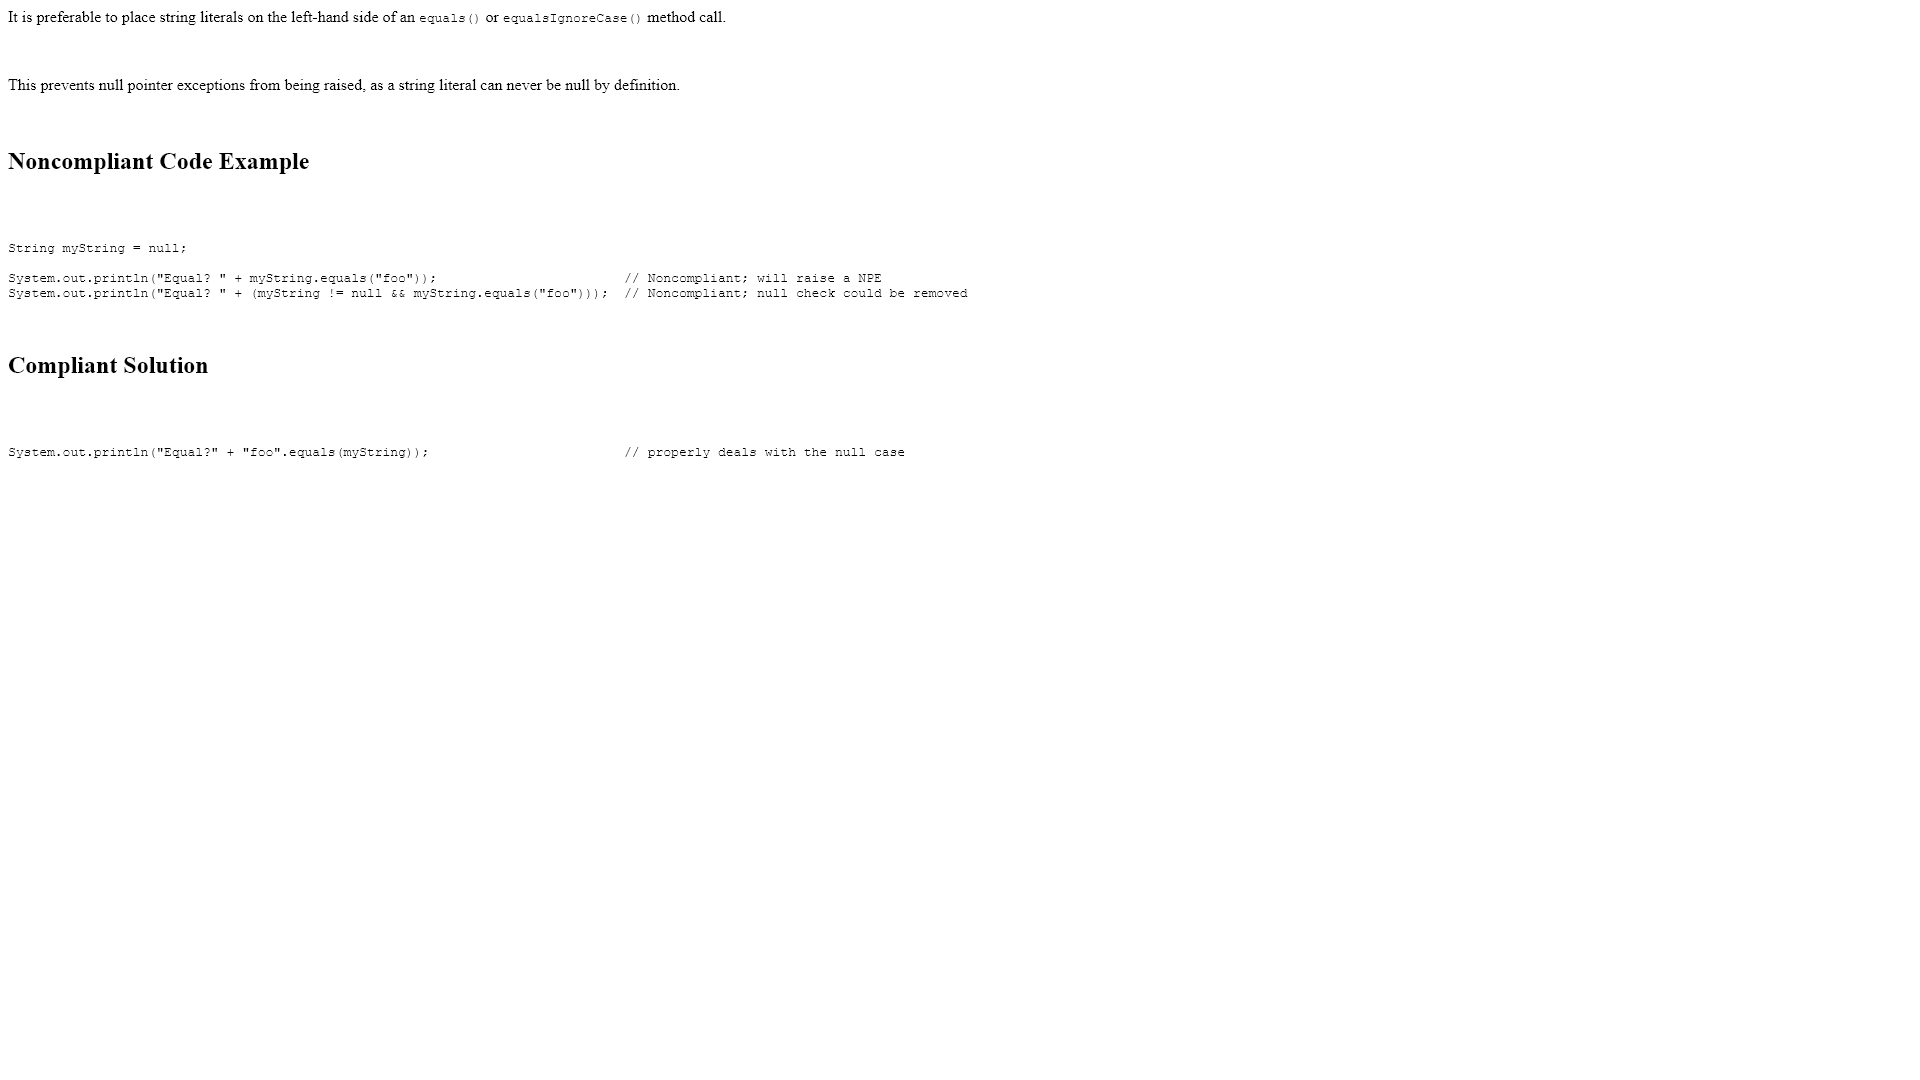 It is preferable to place string literals on the left-hand side of an equals() or equalsIgnoreCase() method call.
This prevents null pointer exceptions from being raised, as a string literal can never be null by definition.
Noncompliant Code Example
String myString = null;
System.out.println("Equal? " + myString.equals("foo"));                        // Noncompliant; will raise a NPE
System.out.println("Equal? " + (myString != null && myString.equals("foo")));  // Noncompliant; null check could be removed
Compliant Solution
System.out.println("Equal?" + "foo".equals(myString));                         // properly deals with the null case